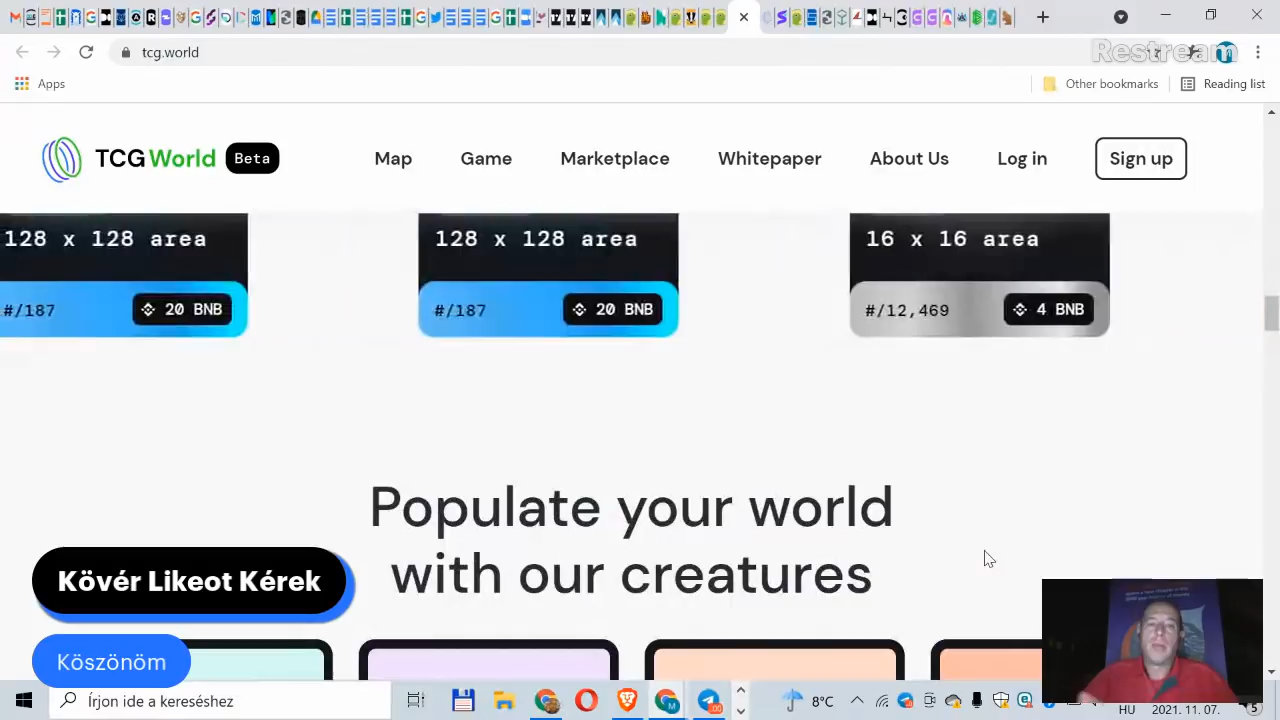 Restream
tcg.world
Apps
Other bookmarks
Reading list
TCG World Beta
Map
Game
Marketplace
Whitepaper
About Us
Log in
Sign up
128 x 128 area
128 x 128 area
16 x 16 area
#/187
20 BNB
#/187
20 BNB
#/12,469
4 BNB
Populate your world
with our creatures
Kövér Likeot Kérek
Köszönöm
Írjon ide a kereséshez
8°C
HU
2021. 11. 07.
5